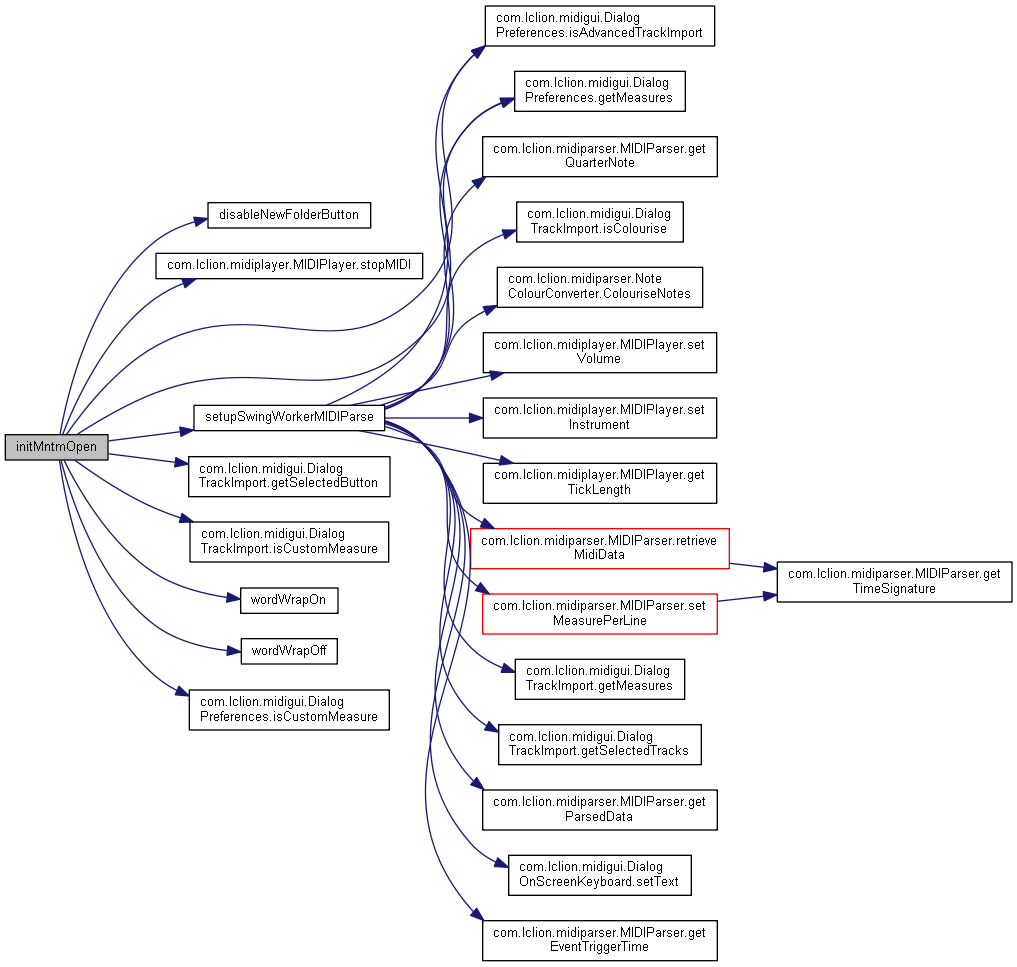 com.lclion.midigui.Dialog
Preferences.isAdvancedTrackImport
com.lclion.midigui.Dialog
Preferences.getMeasures
com.lclion.midiparser.MIDIParser.get
QuarterNote
disableNewFolderButton
com.lclion.midigui.Dialog
TrackImport.isColourise
com.lclion.midiplayer.MIDIPlayer.stopMIDI
com.lclion.midiparser.Note
ColourConverter.ColouriseNotes
com.lclion.midiplayer.MIDIPlayer.set
Volume
setupSwingWorkerMIDIParse
com.lclion.midiplayer.MIDIPlayer.set
Instrument
initMntmOpen
com.lclion.midigui.Dialog
TrackImport.getSelectedButton
com.lclion.midiplayer.MIDIPlayer.get
TickLength
com.lclion.midigui.Dialog
TrackImport.isCustomMeasure
com.lclion.midiparser.MIDIParser.retrieve
MidiData
com.lclion.midiparser.MIDIParser.get
TimeSignature
wordWrapOn
com.lclion.midiparser.MIDIParser.set
MeasurePerLine
wordWrapOff
com.lclion.midigui.Dialog
TrackImport.getMeasures
com.lclion.midigui.Dialog
Preferences.isCustomMeasure
com.lclion.midigui.Dialog
TrackImport.getSelectedTracks
com.lclion.midiparser.MIDIParser.get
ParsedData
com.lclion.midigui.Dialog
OnScreenKeyboard.setText
com.lclion.midiparser.MIDIParser.get
EventTriggerTime